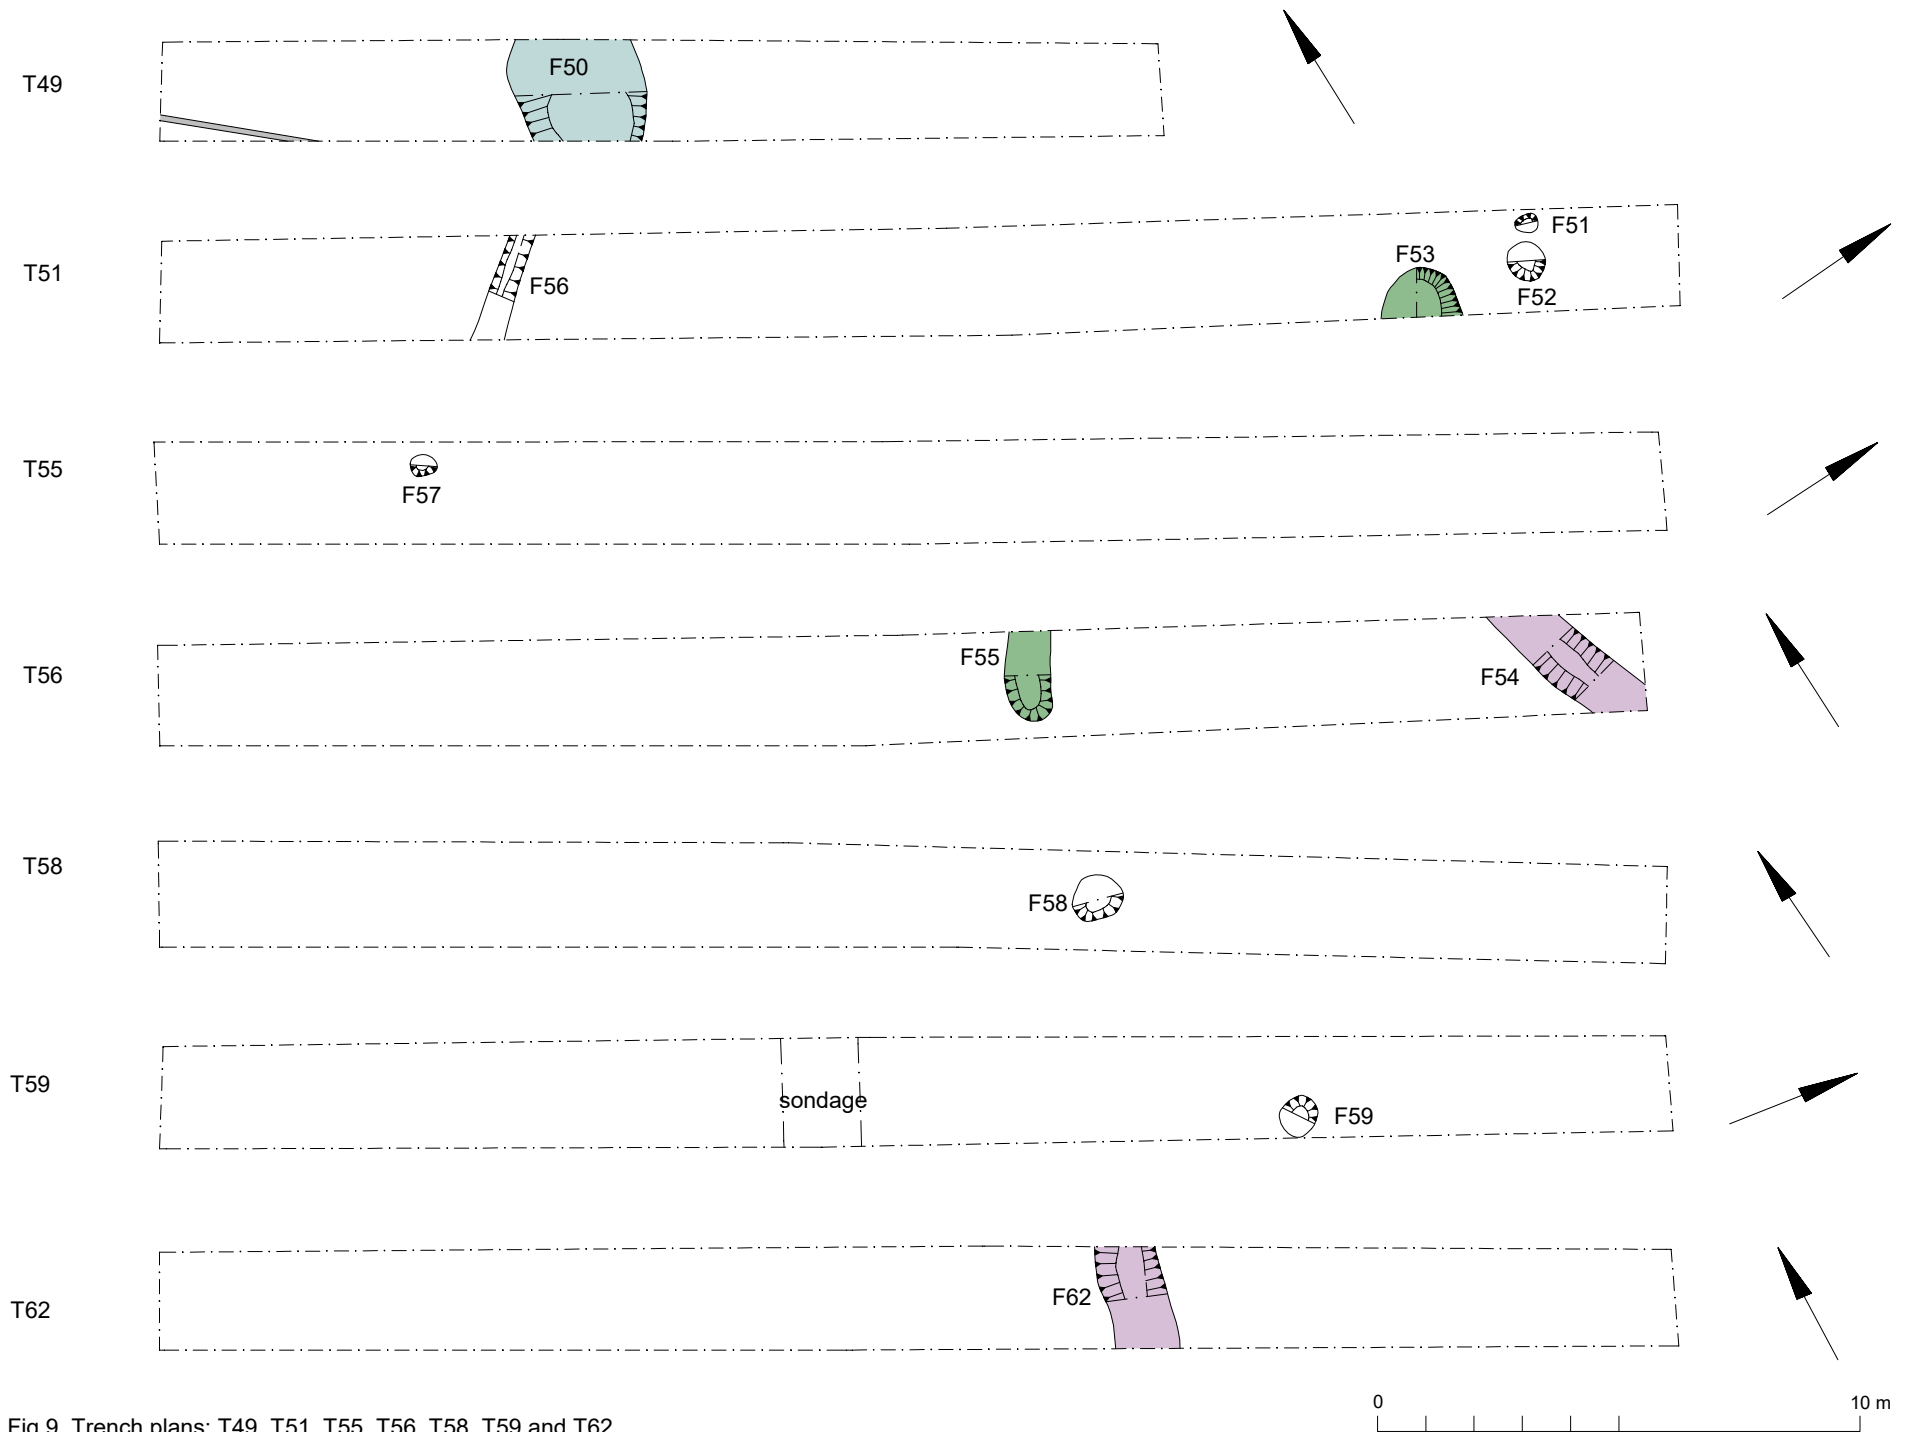 T49
F50
T51
F56
F53
F51
F52
T55
F57
T56
F55
F54
T58
F58
T59
sondage
F59
T62
F62
0 10 m
Fig 9 Trench plans: T49, T51, T55, T56, T58, T59 and T62